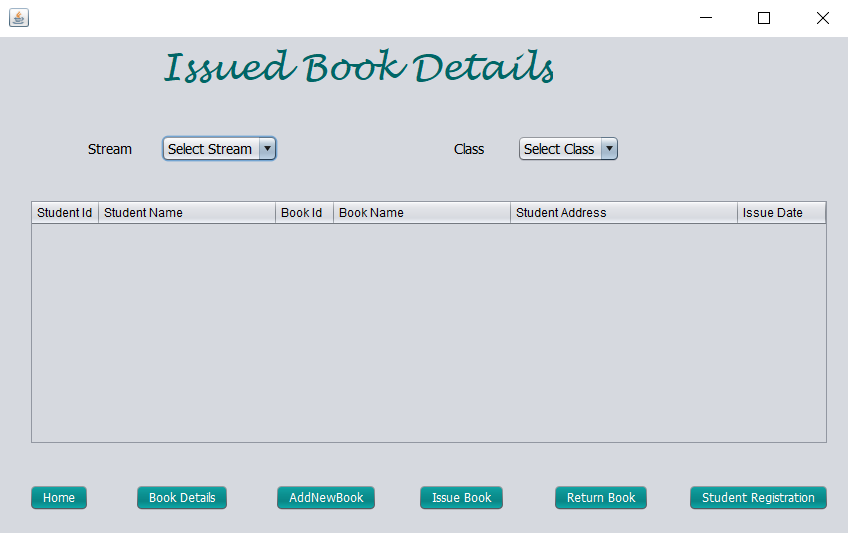 Issued Book Details
Stream Select Stream Class Select Class
Student Id Student Name Book Id Book Name Student Address Issue Date
Home Book Details AddNewBook Issue Book Return Book Student Registration